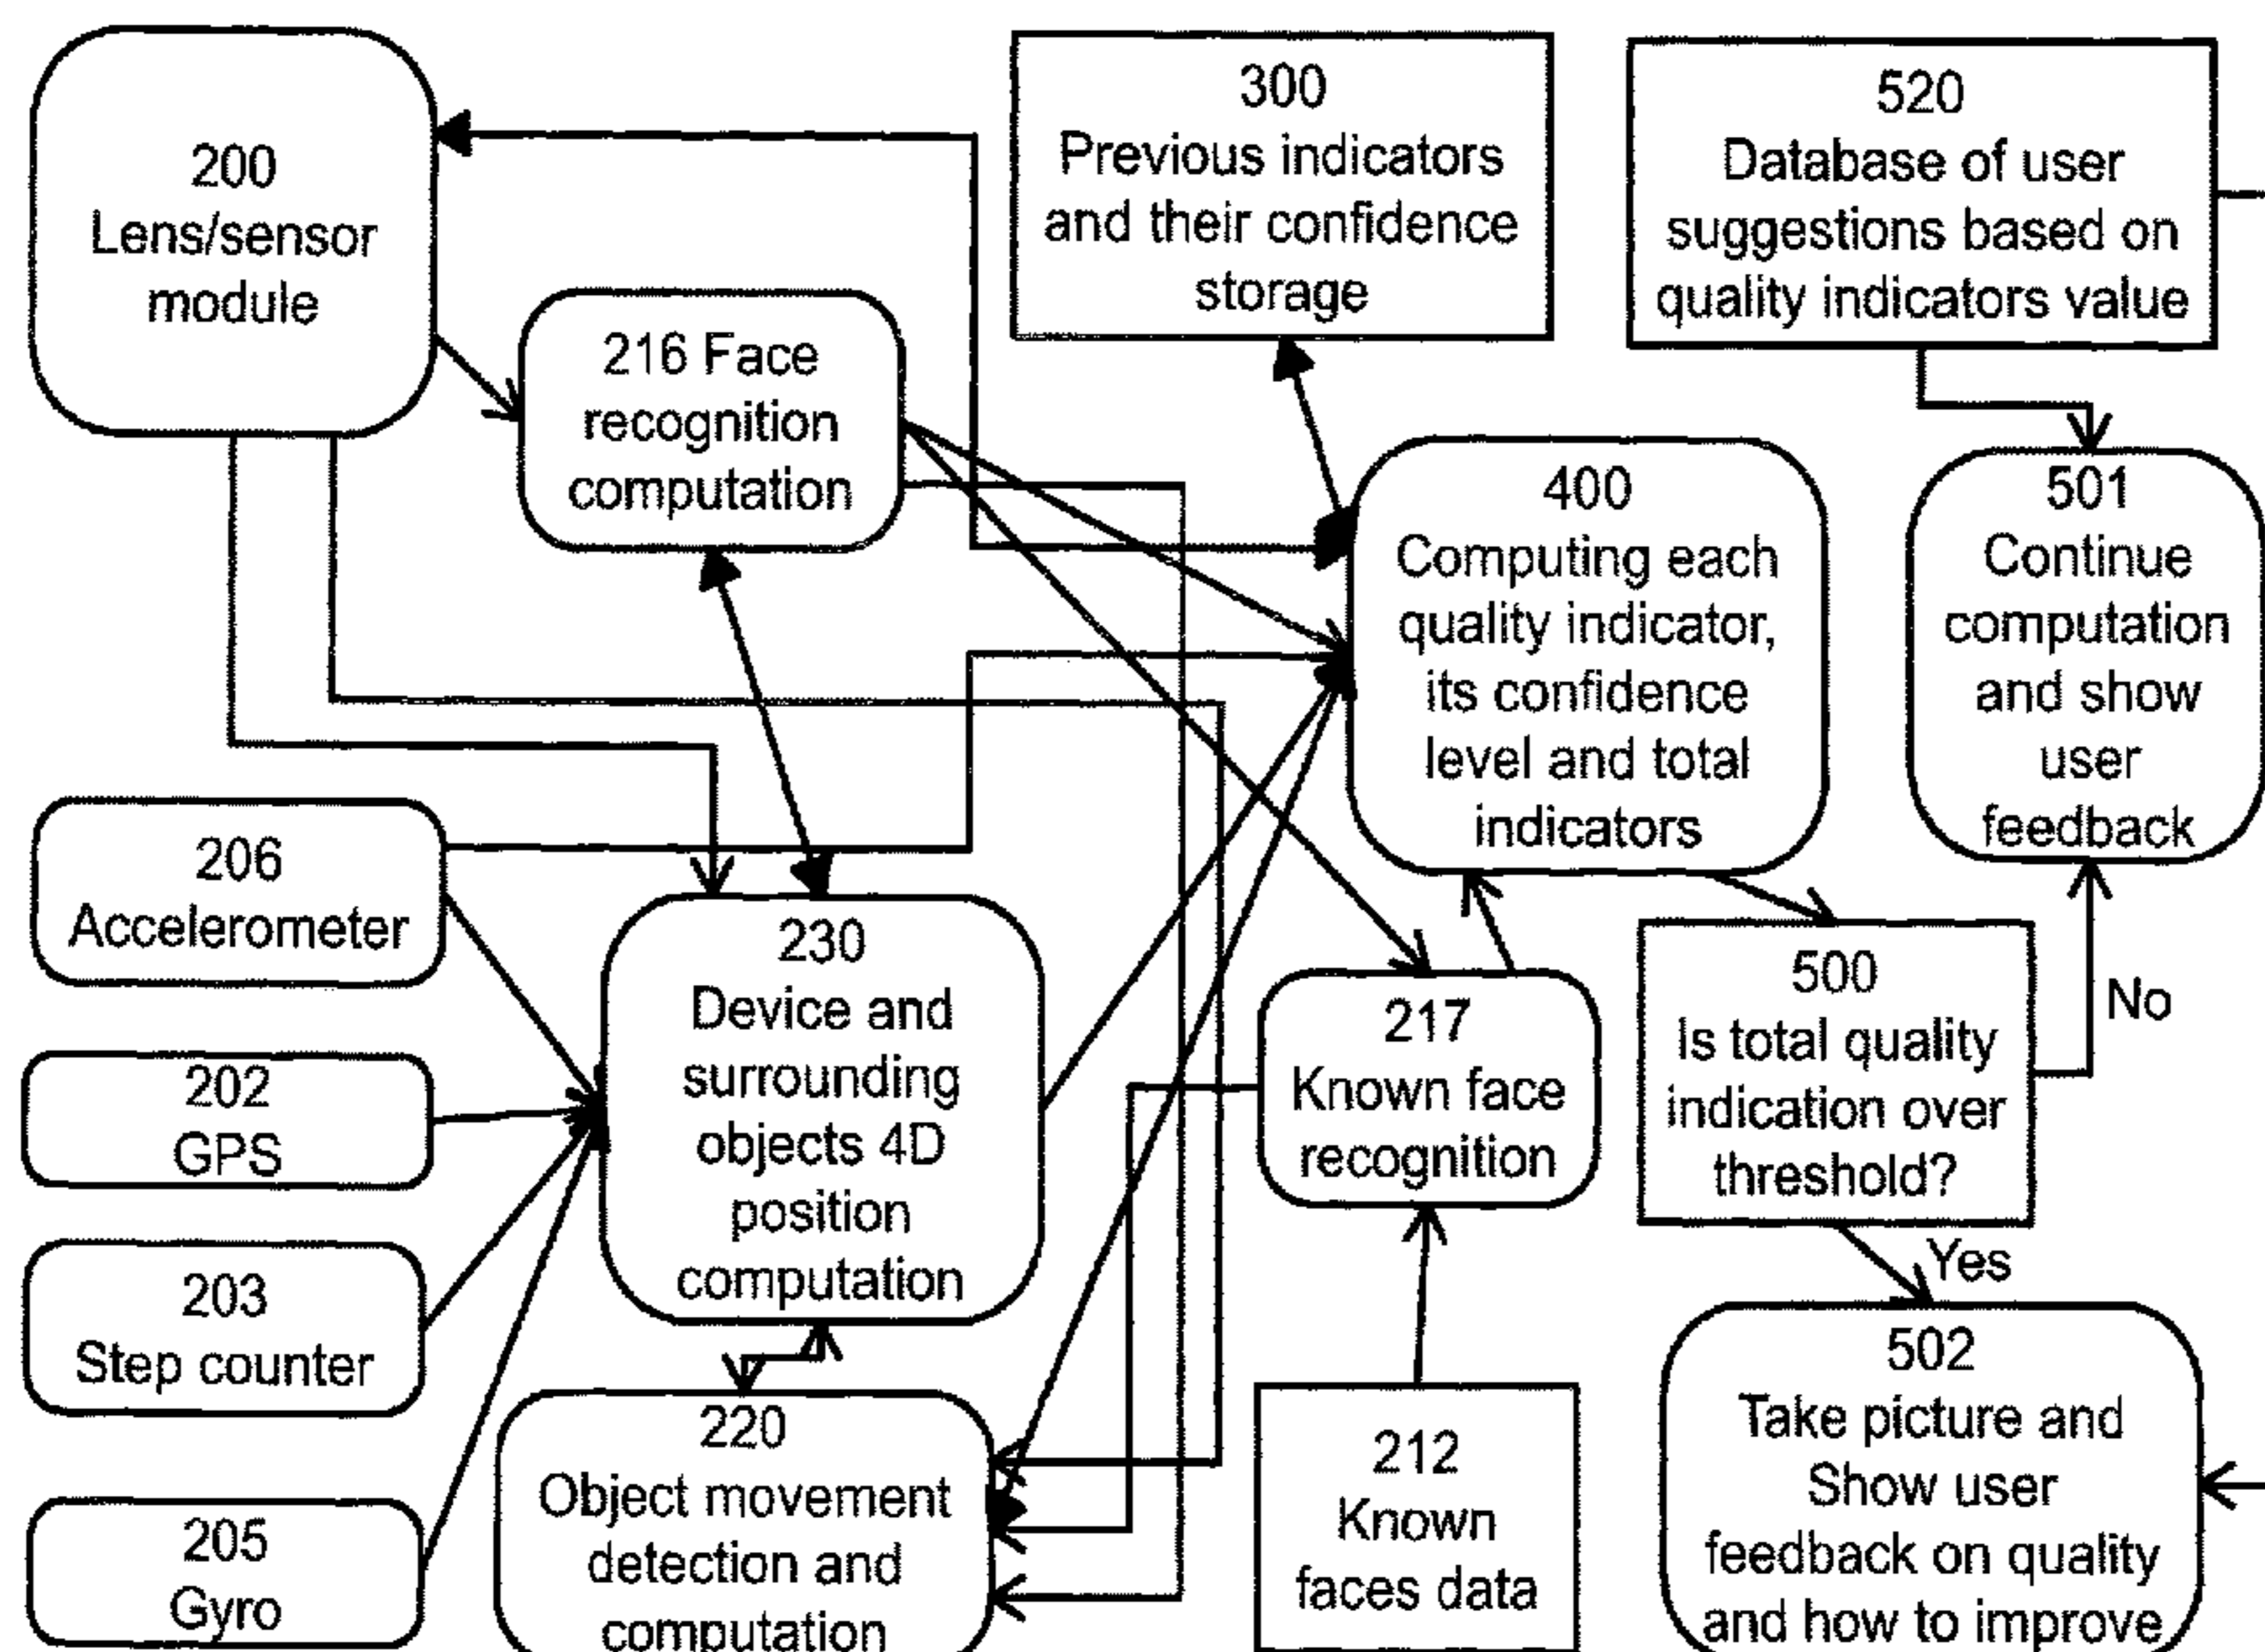 200
Lens/sensor
module
216 Face
recognition
computation
300
Previous indicators
and their confidence
storage
520
Database of user
suggestions based on
quality indicators value
400
Computing each
quality indicator,
its confidence
level and total
indicators
501
Continue
computation
and show
user
feedback
206
Accelerometer
202
GPS
203
Step counter
205
Gyro
230
Device and
surrounding
objects 4D
position
computation
220
Object movement
detection and
computation
217
Known face
recognition
212
Known
faces data
500
Is total quality
indication over
threshold?
No
Yes
502
Take picture and
Show user
feedback on quality
and how to improve